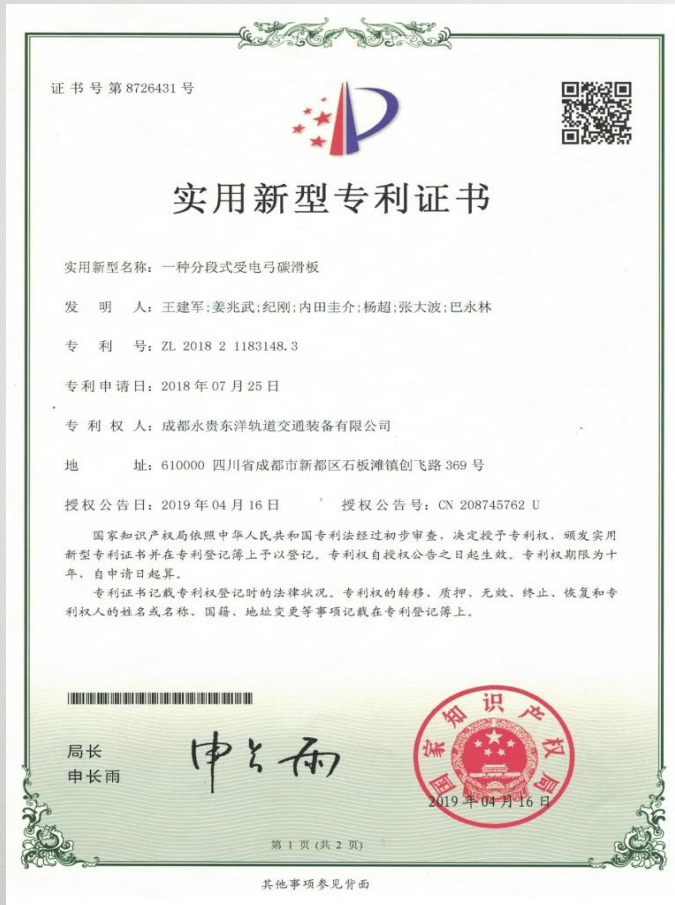 证书号第8726431号
实用新型专利证书
实用新型名称：一种分段式受电弓碳滑板
发明人：王建军;姜兆武;纪刚;内田圭介;杨超;张大波;巴永林
专利号：ZL 2018 2 1183148.3
专利申请日：2018年07月25日
专利权人：成都永贵东洋轨道交通装备有限公司
地址：610000 四川省成都市新都区石板滩镇创飞路369号
授权公告日：2019年04月16日 授权公告号：CN 208745762 U
国家知识产权局依照中华人民共和国专利法经过初步审查，决定授予专利权，颁发实用
新型专利证书并在专利登记簿上予以登记。专利权自授权公告之日起生效。专利权期限为十
年，自申请日起算。
专利证书记载专利权登记时的法律状况。专利权的转移、质押、无效、终止、恢复和专
利权人的姓名或名称、国籍、地址变更等事项记载在专利登记簿上。
局长
申长雨
申长雨
国家知识产权局
2019年04月16日
第1页(共2页)
其他事项参见背面